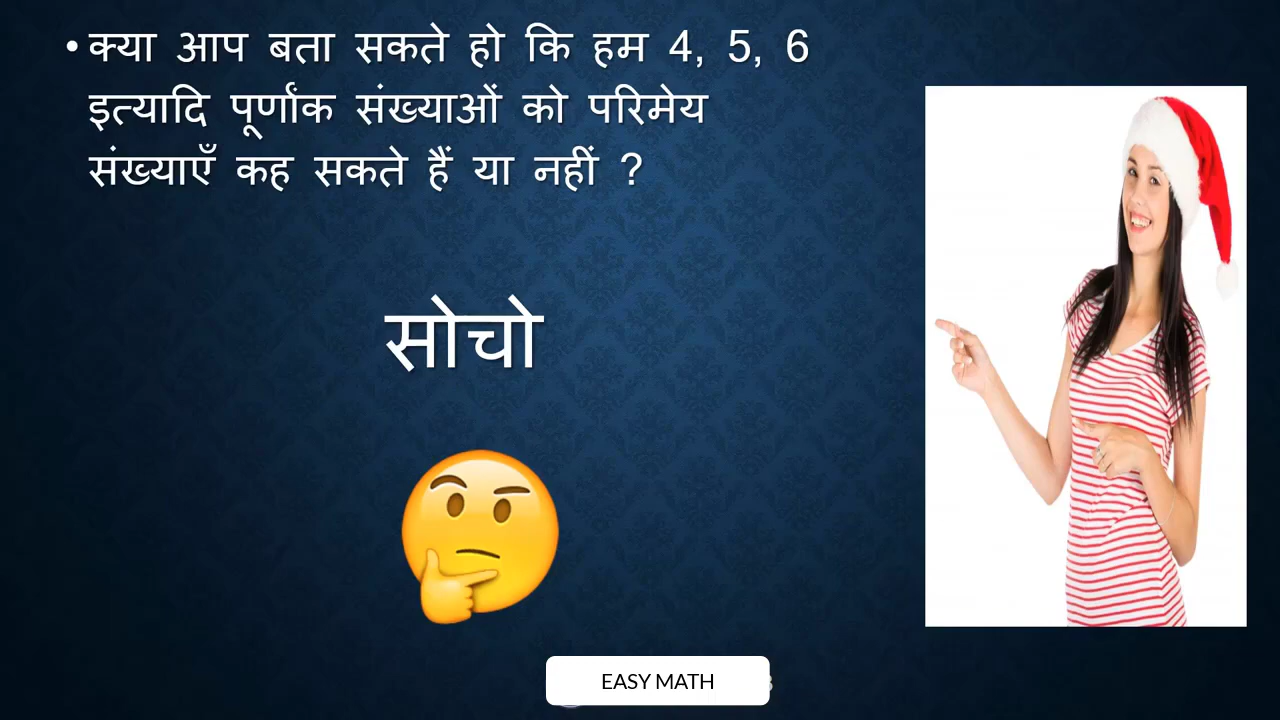 • क्या आप बता सकते हो कि हम 4, 5, 6
इत्यादि पूर्णांक संख्याओं को परिमेय
संख्याएँ कह सकते हैं या नहीं ?
सोचो
EASY MATH